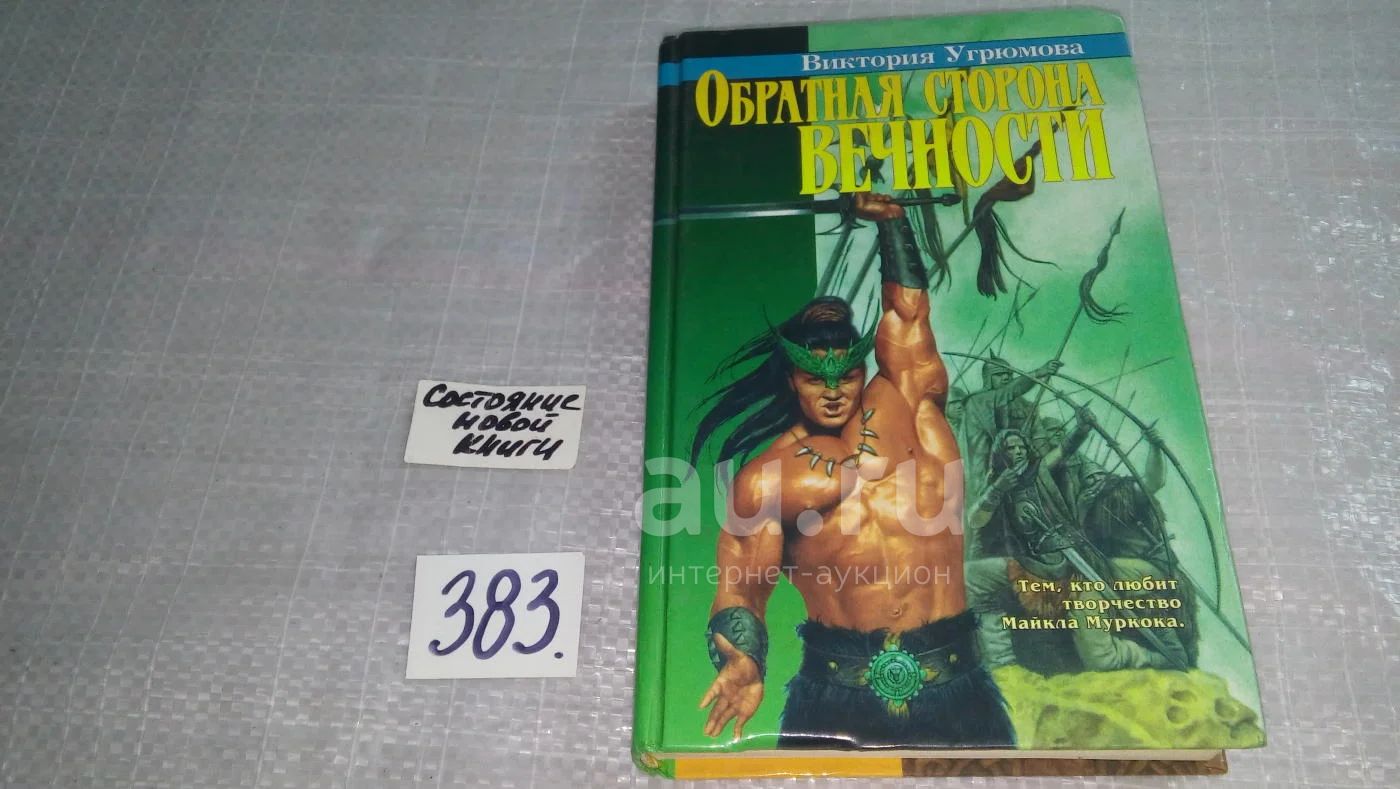 Виктория Угрюмова
Обратная сторона
вечности
Состояние
новой
книги
au.ru
интернет-аукцион
383.
Тем, кто любит
творчество
Майкла Муркока.